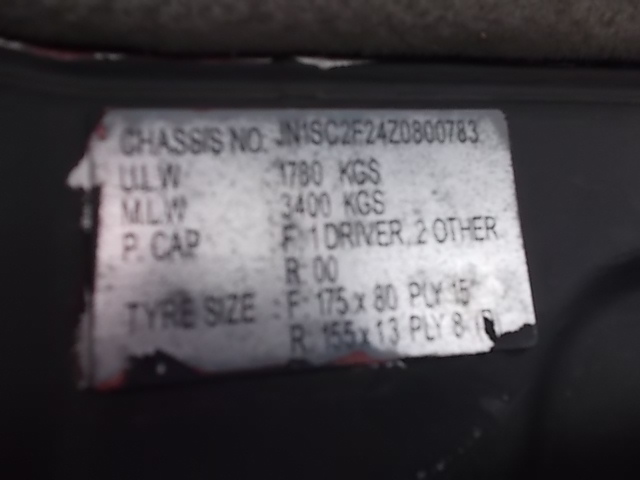 CHASSIS NO: JN1SC2F24Z0800783
U.L.W 1780 KGS
M.L.W 3400 KGS
P. CAP F: 1 DRIVER, 2 OTHER
R: 00
TYRE SIZE : F: 175 x 80 PLY 15"
R: 155 x 13 PLY 8